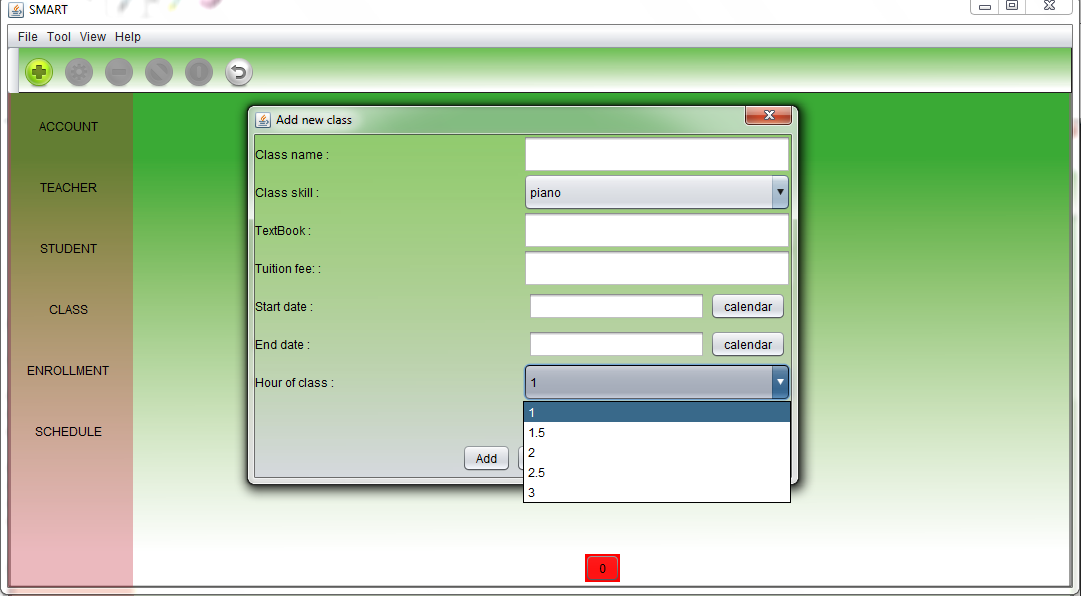 SMART
File Tool View Help
ACCOUNT
TEACHER
STUDENT
CLASS
ENROLLMENT
SCHEDULE
Add new class
Class name :
Class skill : piano
TextBook :
Tuition fee: :
Start date : calendar
End date : calendar
Hour of class : 1
1
1.5
2
2.5
3
Add
0